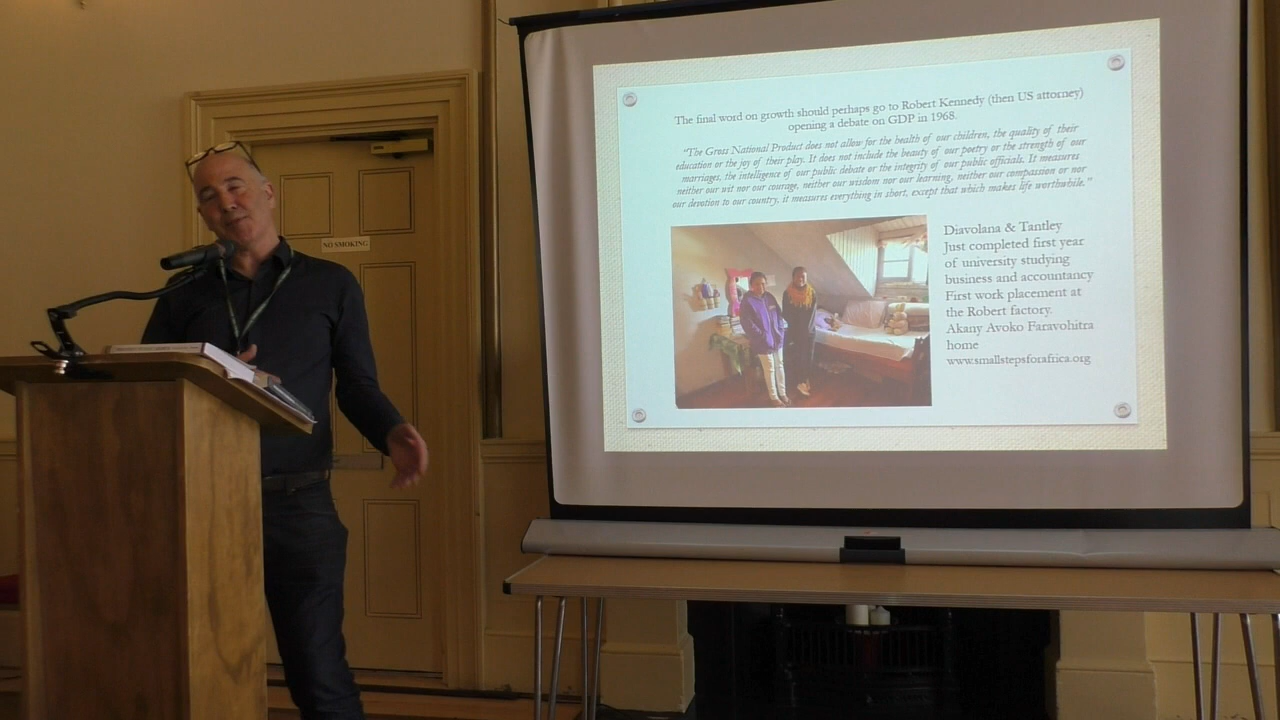 NO SMOKING
The final word on growth should perhaps go to Robert Kennedy (then US attorney)
opening a debate on GDP in 1968.
“The Gross National Product does not allow for the health of our children, the quality of their
education or the joy of their play. It does not include the beauty of our poetry or the strength of our
marriages, the intelligence of our public debate or the integrity of our public officials. It measures
neither our wit nor our courage, neither our wisdom nor our learning, neither our compassion or nor
our devotion to our country, it measures everything in short, except that which makes life worthwhile.”
Diavolana & Tantley
Just completed first year
of university studying
business and accountancy
First work placement at
the Robert factory.
Akany Avoko Faravohitra
home
www.smallstepsforafrica.org